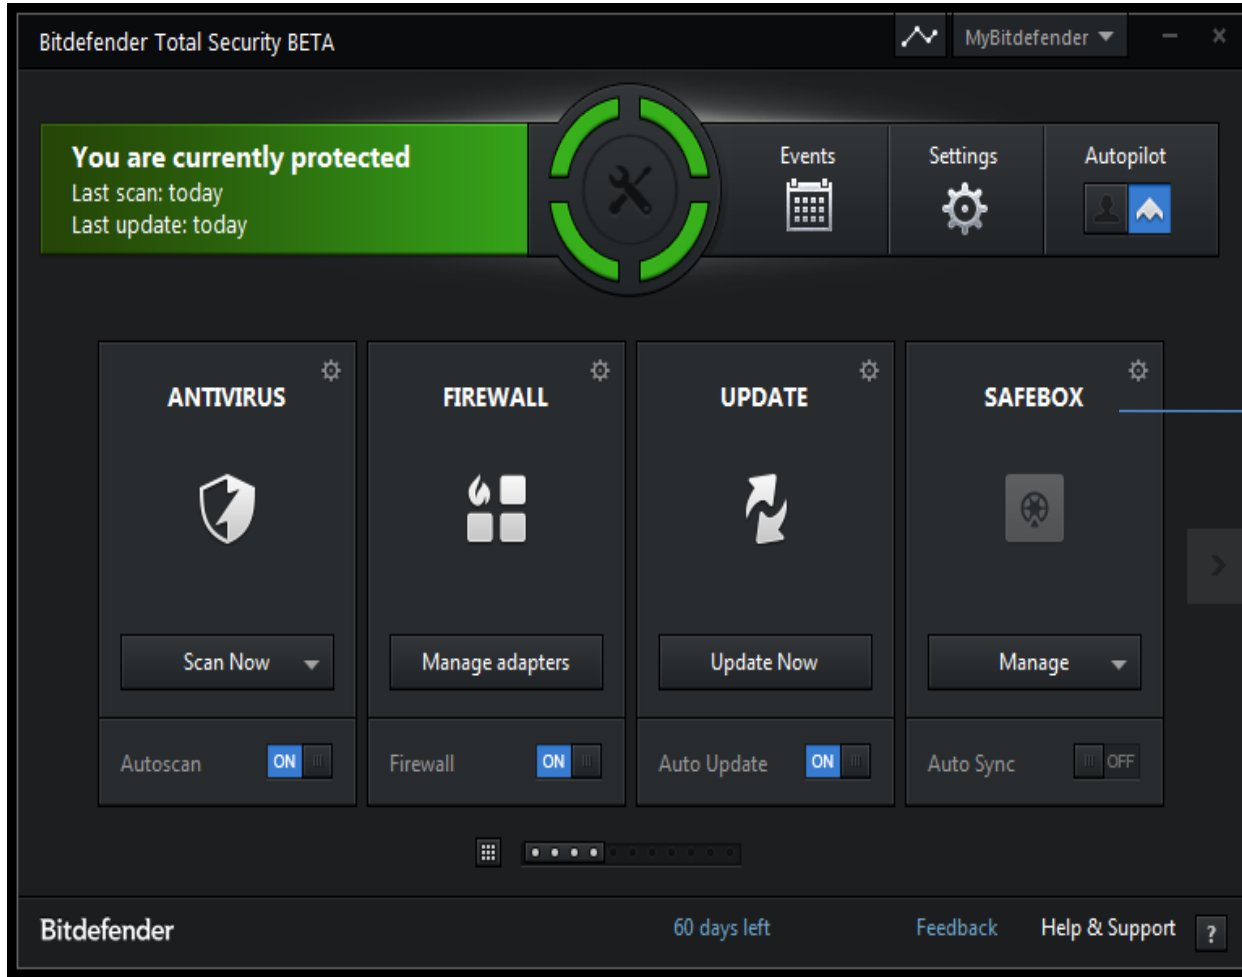 Bitdefender Total Security BETA
MyBitdefender
You are currently protected
Last scan: today
Last update: today
Events
Settings
Autopilot
ANTIVIRUS
FIREWALL
UPDATE
SAFEBOX
Scan Now
Manage adapters
Update Now
Manage
Autoscan
ON
Firewall
ON
Auto Update
ON
Auto Sync
OFF
Bitdefender
60 days left
Feedback
Help & Support
?